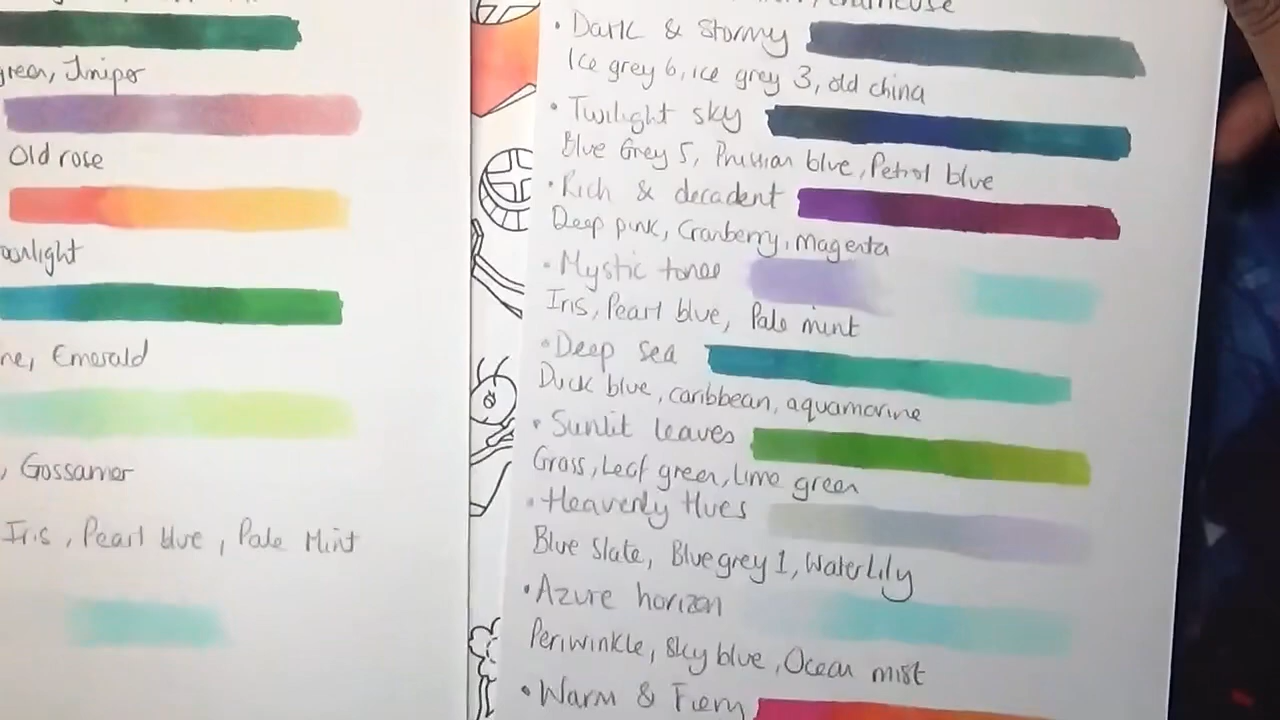 green, Juniper
Old rose
moonlight
ne, Emerald
, Gossamer
Iris, Pearl blue, Pale Mint
• Dark & Stormy
Ice grey 6, ice grey 3, old china
• Twilight sky
Blue Grey 5, Prussian blue, Petrol blue
• Rich & decadent
Deep pink, Cranberry, magenta
• Mystic tones
Iris, Pearl blue, Pale mint
• Deep sea
Duck blue, caribbean, aquamarine
• Sunlit leaves
Grass, Leaf green, Lime green
• Heavenly Hues
Blue Slate, Blue grey 1, Water Lily
• Azure horizon
Periwinkle, Sky blue, Ocean mist
• Warm & Fiery